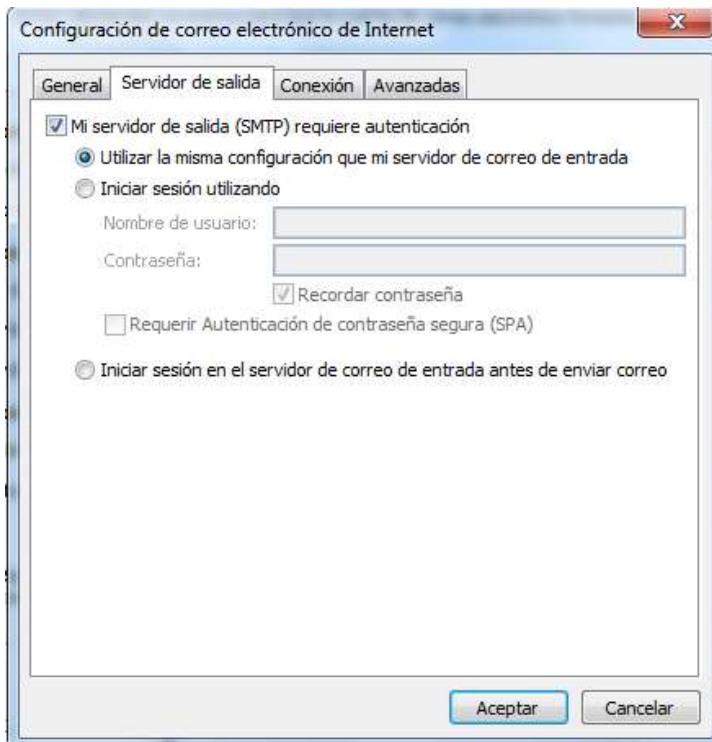 Configuración de correo electrónico de Internet
General Servidor de salida Conexión Avanzadas
Mi servidor de salida (SMTP) requiere autenticación
Utilizar la misma configuración que mi servidor de correo de entrada
Iniciar sesión utilizando
Nombre de usuario:
Contraseña:
Recordar contraseña
Requerir Autenticación de contraseña segura (SPA)
Iniciar sesión en el servidor de correo de entrada antes de enviar correo
Aceptar Cancelar